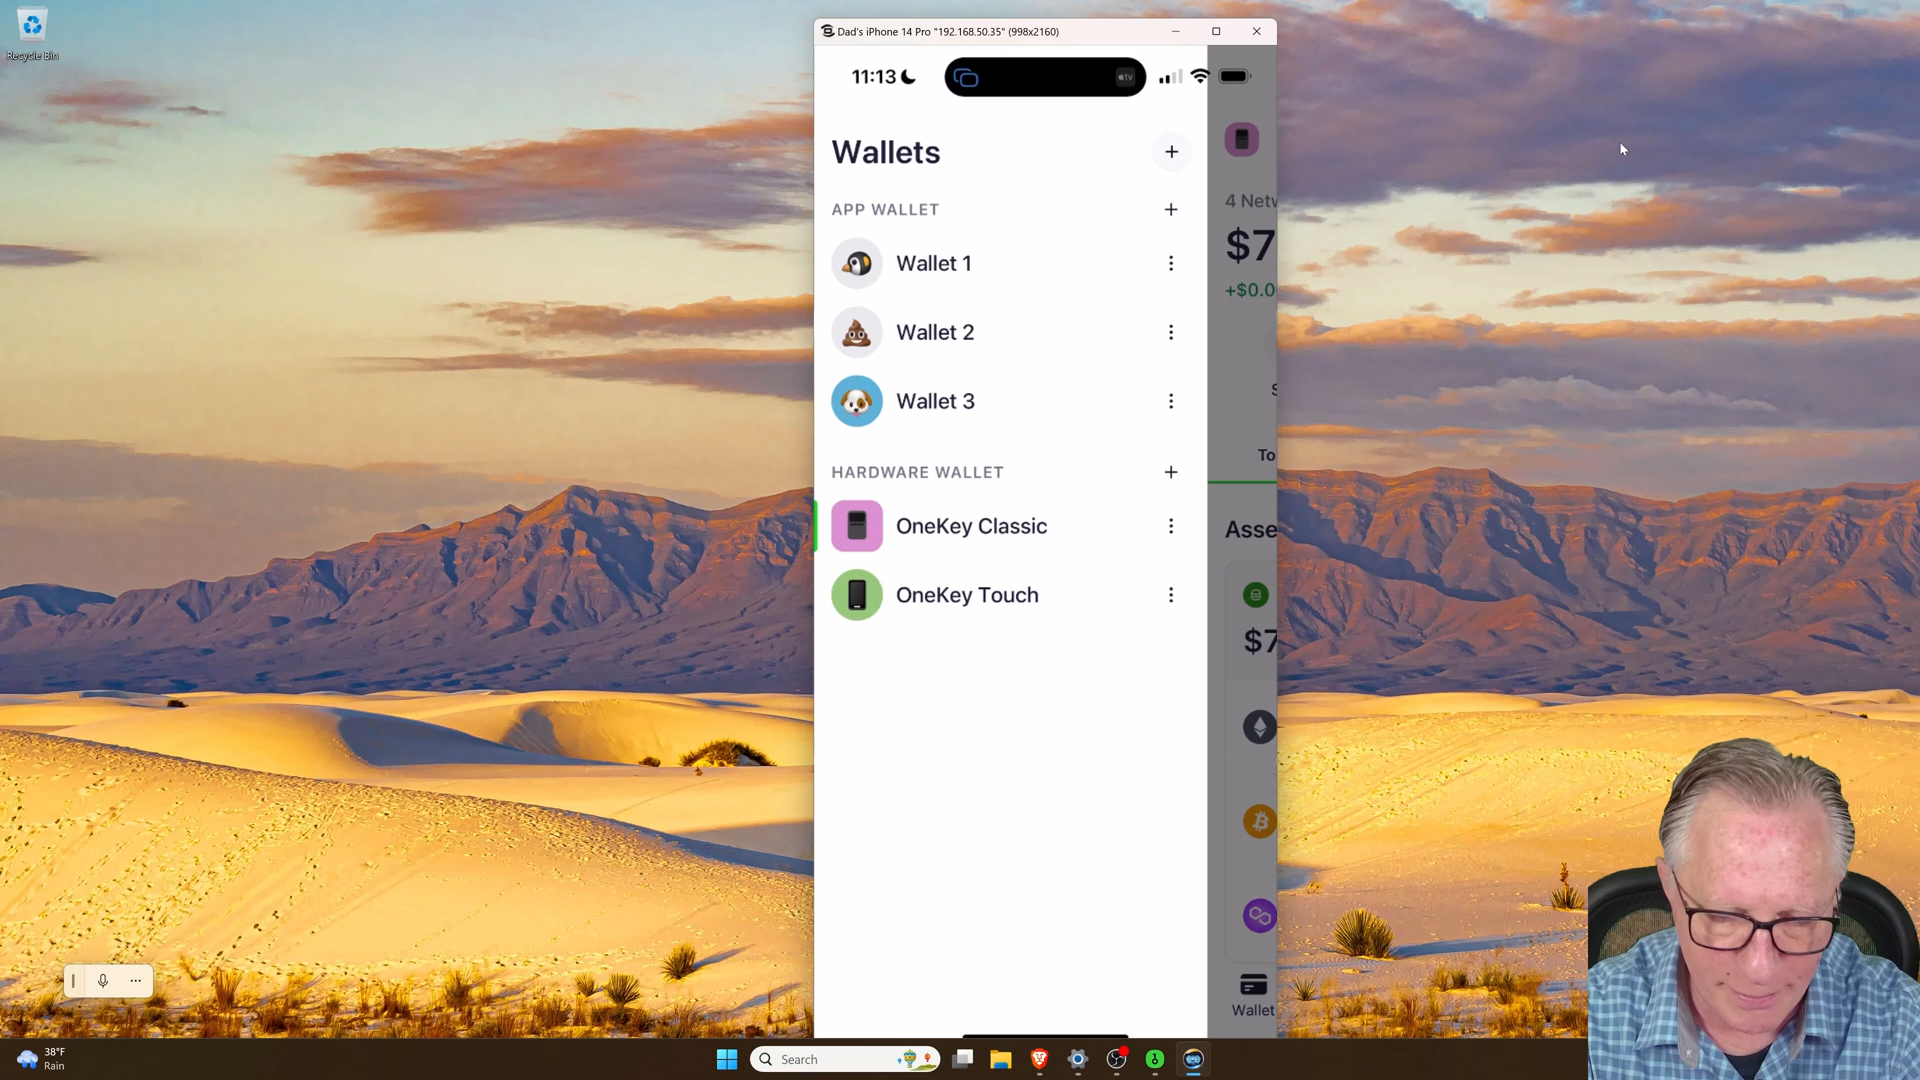 Recycle Bin
Dad's iPhone 14 Pro "192.168.50.35" (998x2160)
11:13
tv
Wallets
APP WALLET
Wallet 1
Wallet 2
Wallet 3
HARDWARE WALLET
OneKey Classic
OneKey Touch
4 Netw
$7
+$0.0
To
Asse
$7
Wallet
38°F
Rain
Search